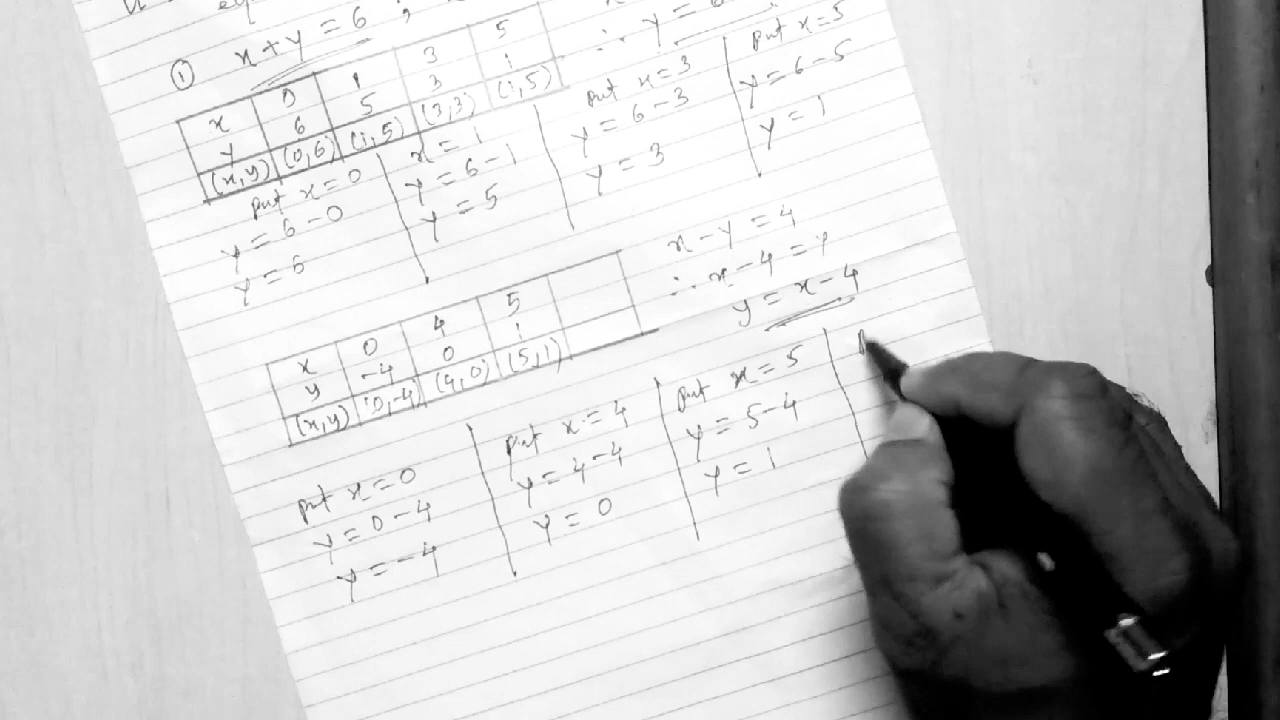 ① x + y = 6 ;
x 0 1 3 5
y 6 5 3 1
(x,y) (0,6) (1,5) (3,3) (1,5)
put x = 0
y = 6 - 0
y = 6
x = 1
y = 6 - 1
y = 5
put x = 3
y = 6 - 3
y = 3
put x = 5
y = 6 - 5
y = 1
x - y = 4
∴ x - 4 = y
y = x - 4
x 0 4 5
y -4 0 1
(x,y) (0,-4) (4,0) (5,1)
put x = 0
y = 0 - 4
y = -4
put x = 4
y = 4 - 4
y = 0
put x = 5
y = 5 - 4
y = 1